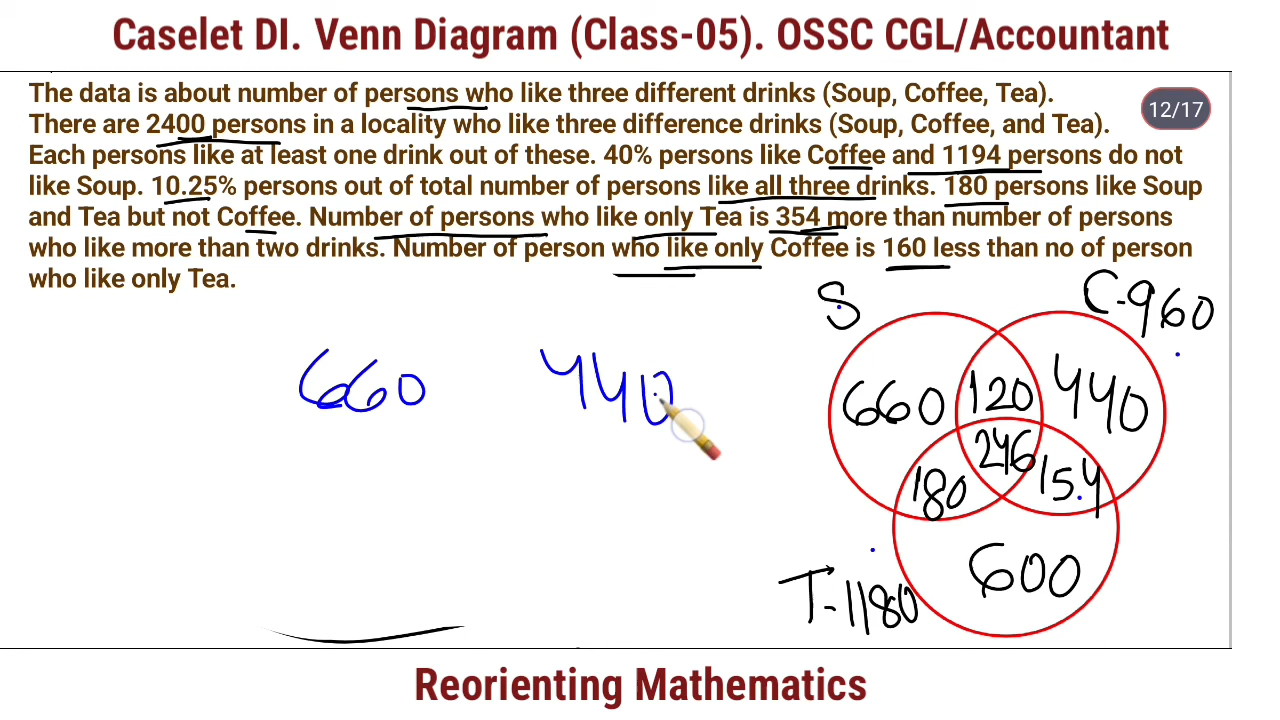 Caselet DI. Venn Diagram (Class-05). OSSC CGL/Accountant
The data is about number of persons who like three different drinks (Soup, Coffee, Tea).
12/17
There are 2400 persons in a locality who like three difference drinks (Soup, Coffee, and Tea).
Each persons like at least one drink out of these. 40% persons like Coffee and 1194 persons do not
like Soup. 10.25% persons out of total number of persons like all three drinks. 180 persons like Soup
and Tea but not Coffee. Number of persons who like only Tea is 354 more than number of persons
who like more than two drinks. Number of person who like only Coffee is 160 less than no of person
who like only Tea.
S
C-960
660 440
660 120 440
246
180 154
600
T-1180
Reorienting Mathematics